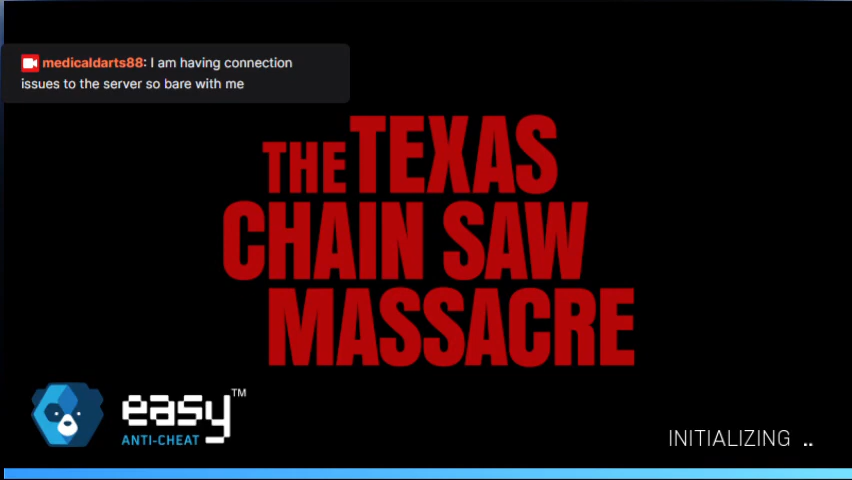 medicaldarts88: I am having connection
issues to the server so bare with me
THE TEXAS
CHAIN SAW
MASSACRE
easy™
ANTI-CHEAT
INITIALIZING ..